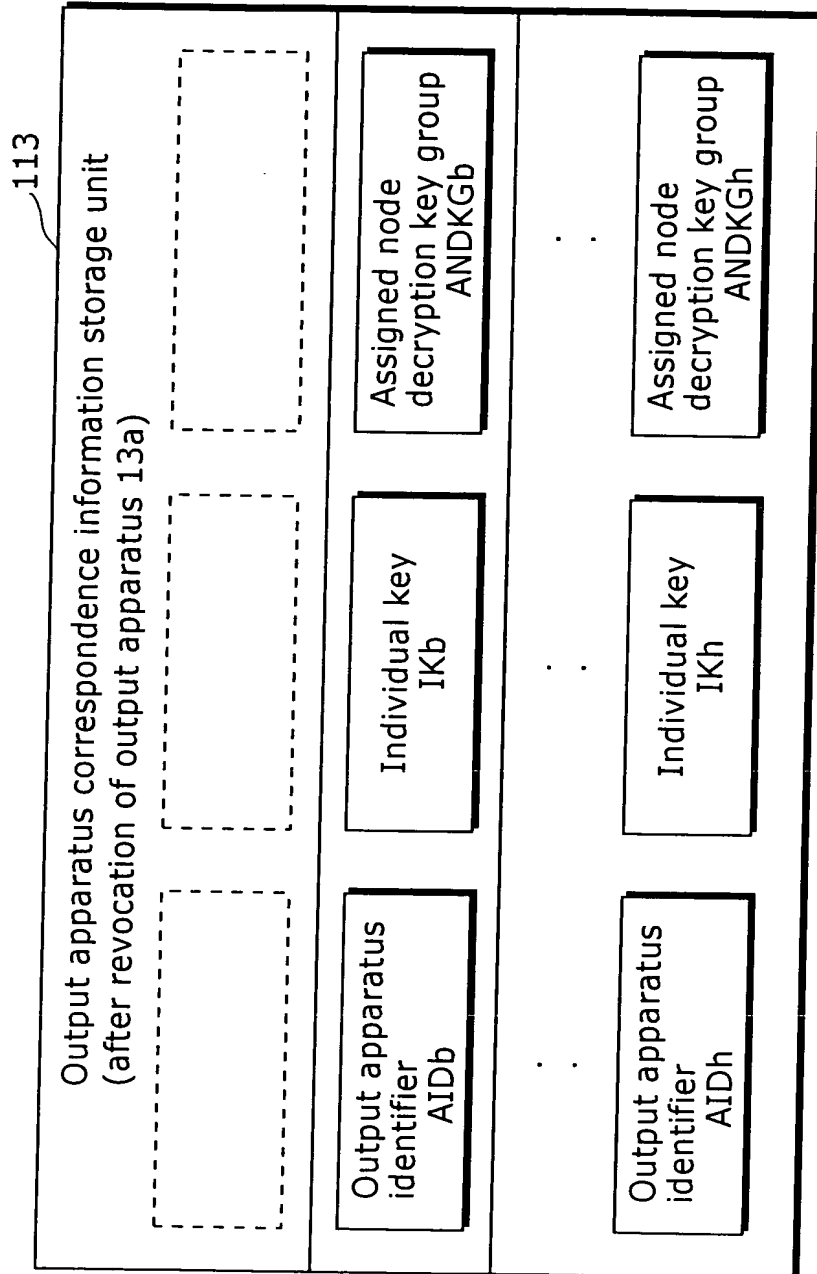 113
Output apparatus correspondence information storage unit
(after revocation of output apparatus 13a)
Output apparatus
identifier
AIDb
Individual key
IKb
Assigned node
decryption key group
ANDKGb
Output apparatus
identifier
AIDh
Individual key
IKh
Assigned node
decryption key group
ANDKGh